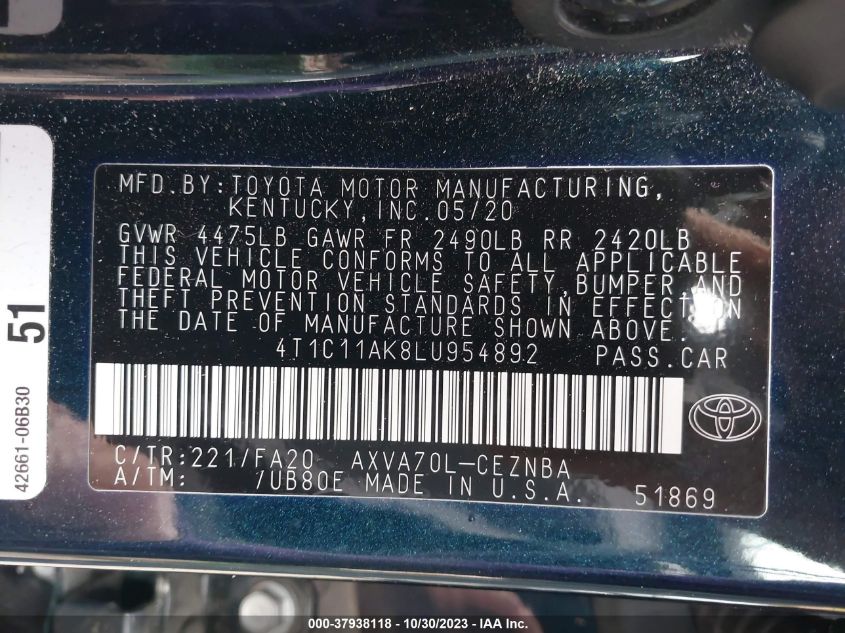 MFD.BY:TOYOTA MOTOR MANUFACTURING,
KENTUCKY,INC.05/20
GVWR 4475LB GAWR FR 2490LB RR 2420LB
THIS VEHICLE CONFORMS TO ALL APPLICABLE
FEDERAL MOTOR VEHICLE SAFETY,BUMPER,AND
THEFT PREVENTION STANDARDS IN EFFECT ON
THE DATE OF MANUFACTURE SHOWN ABOVE.
4T1C11AK8LU954892 PASS.CAR
C/TR:221/FA20 AXVA70L-CEZNBA
A/TM: /UB80E MADE IN U.S.A. 51869
51
42661-06B30
000-37938118 - 10/30/2023 - Copyright © 2023 - IAA, Inc.